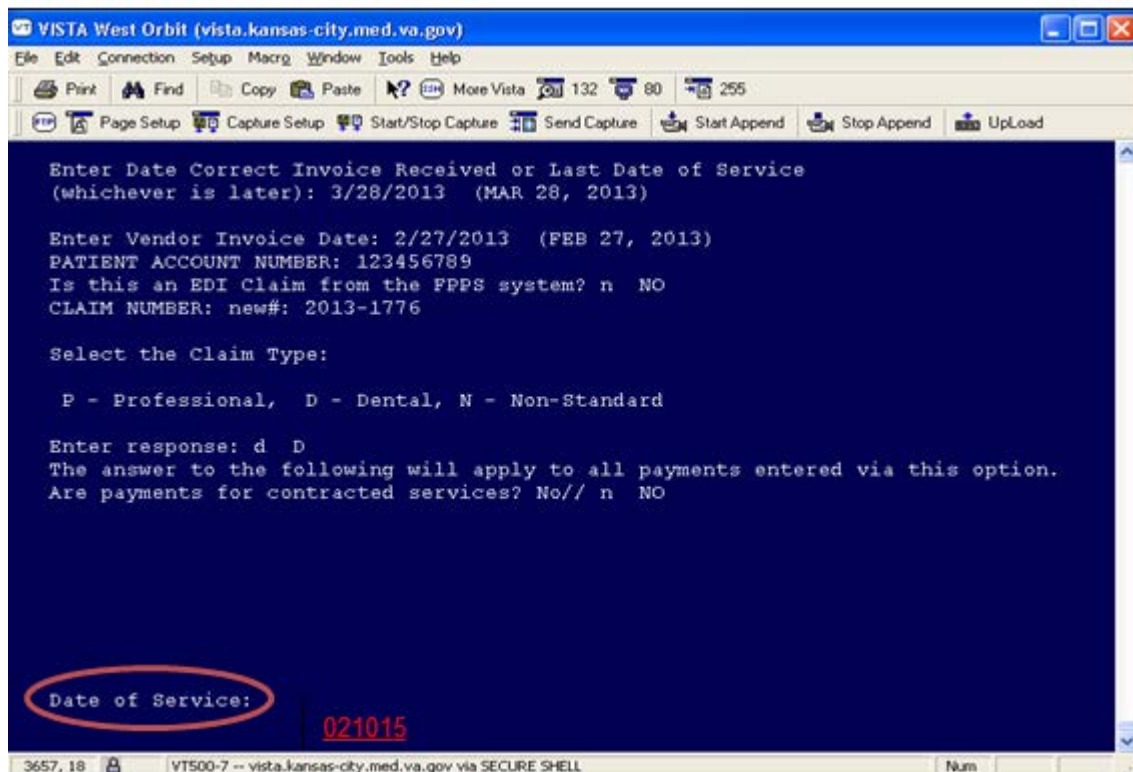 VISTA West Orbit (vista.kansas-city.med.va.gov)
File Edit Connection Setup Macro Window Tools Help
Print Find Copy Paste More Vista 132 80 255
Page Setup Capture Setup Start/Stop Capture Send Capture Start Append Stop Append UpLoad
Enter Date Correct Invoice Received or Last Date of Service
(whichever is later): 3/28/2013 (MAR 28, 2013)
Enter Vendor Invoice Date: 2/27/2013 (FEB 27, 2013)
PATIENT ACCOUNT NUMBER: 123456789
Is this an EDI Claim from the FPPS system? n NO
CLAIM NUMBER: new#: 2013-1776
Select the Claim Type:
P - Professional, D - Dental, N - Non-Standard
Enter response: d D
The answer to the following will apply to all payments entered via this option.
Are payments for contracted services? No// n NO
Date of Service:
021015
3657, 18 VT500-7 -- vista.kansas-city.med.va.gov via SECURE SHELL Num